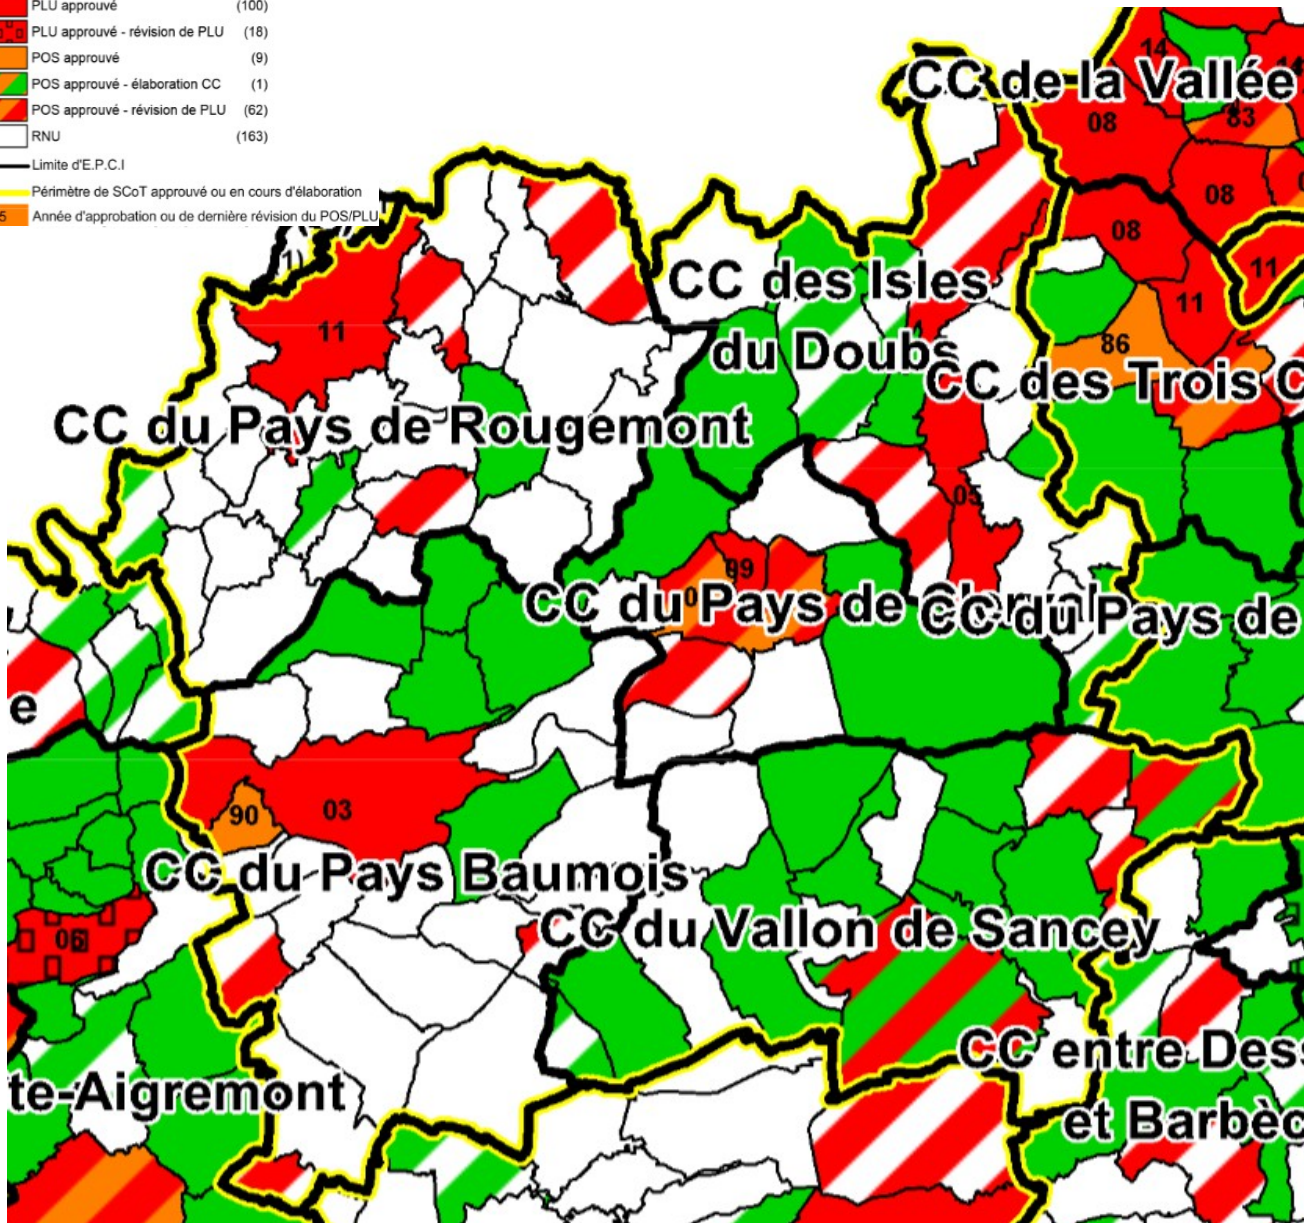 PLU approuvé (100)
PLU approuvé - révision de PLU (18)
POS approuvé (9)
POS approuvé - élaboration CC (1)
POS approuvé - révision de PLU (62)
RNU (163)
Limite d'E.P.C.I
Périmètre de SCoT approuvé ou en cours d'élaboration
5 Année d'approbation ou de dernière révision du POS/PLU
14
CC de la Vallée
08
83
08
08
1)
11
CC des Isles
du Doubs
11
11
86
CC des Trois C
CC du Pays de Rougemont
05
99
0
CC du Pays de
CC du Pays de
e
90
03
CC du Pays Baumois
06
CC du Vallon de Sancey
CC entre Des
te-Aigremont
et Barbèc